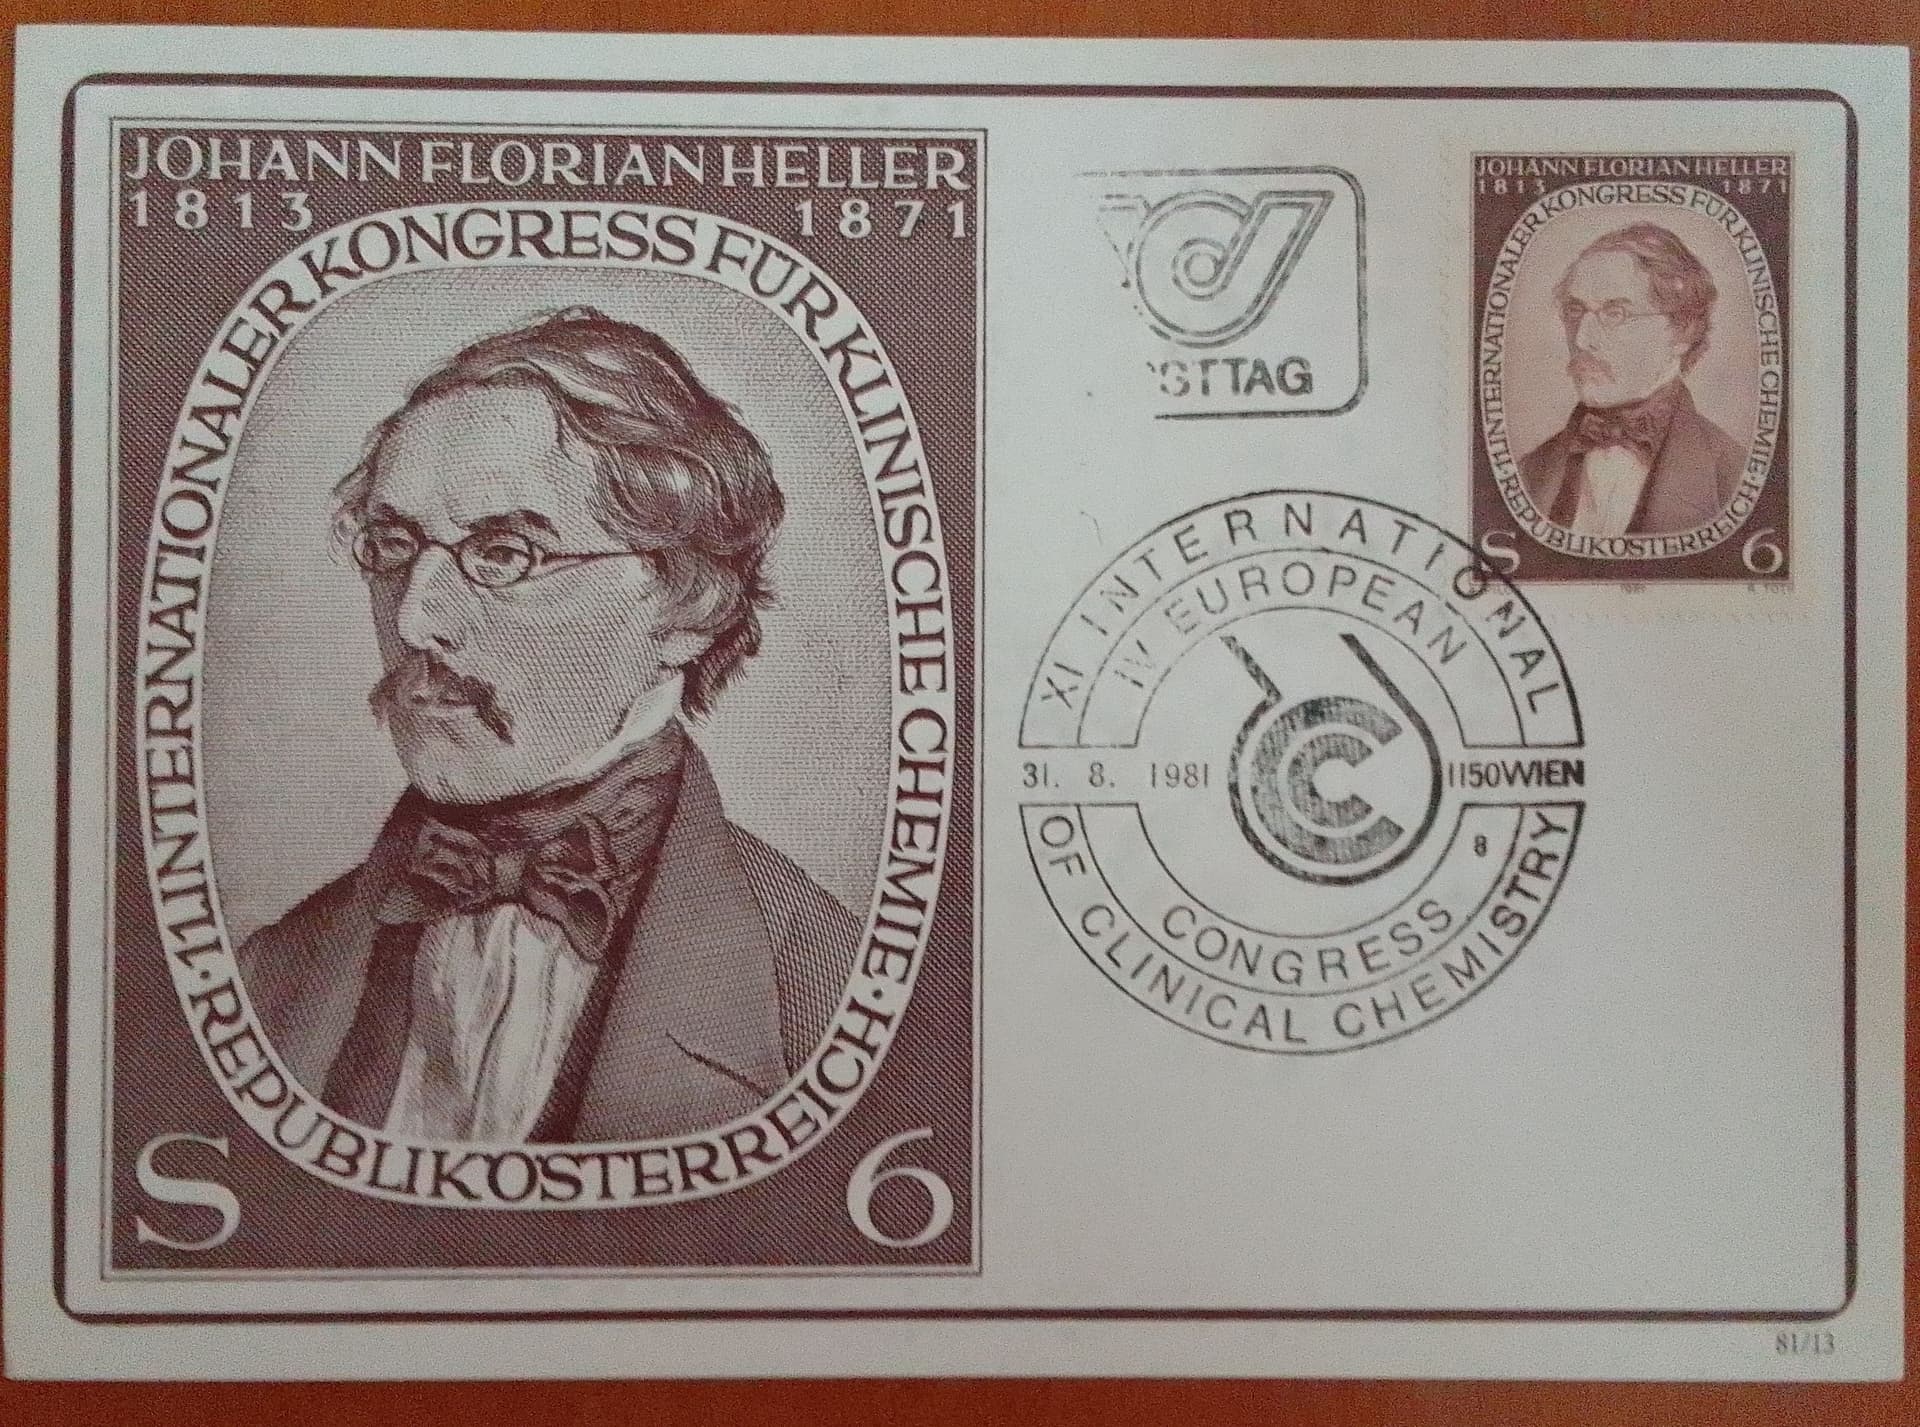 JOHANN FLORIAN HELLER
1813 1871
· 11. INTERNATIONALER KONGRESS FÜR KLINISCHE CHEMIE ·
REPUBLIK ÖSTERREICH
S 6
STTAG
JOHANN FLORIAN HELLER
1813 1871
· 11. INTERNATIONALER KONGRESS FÜR KLINISCHE CHEMIE ·
REPUBLIK ÖSTERREICH
S 6
XI INTERNATIONAL
IV EUROPEAN
31. 8. 1981 1150 WIEN
8
CONGRESS
OF CLINICAL CHEMISTRY
81/13